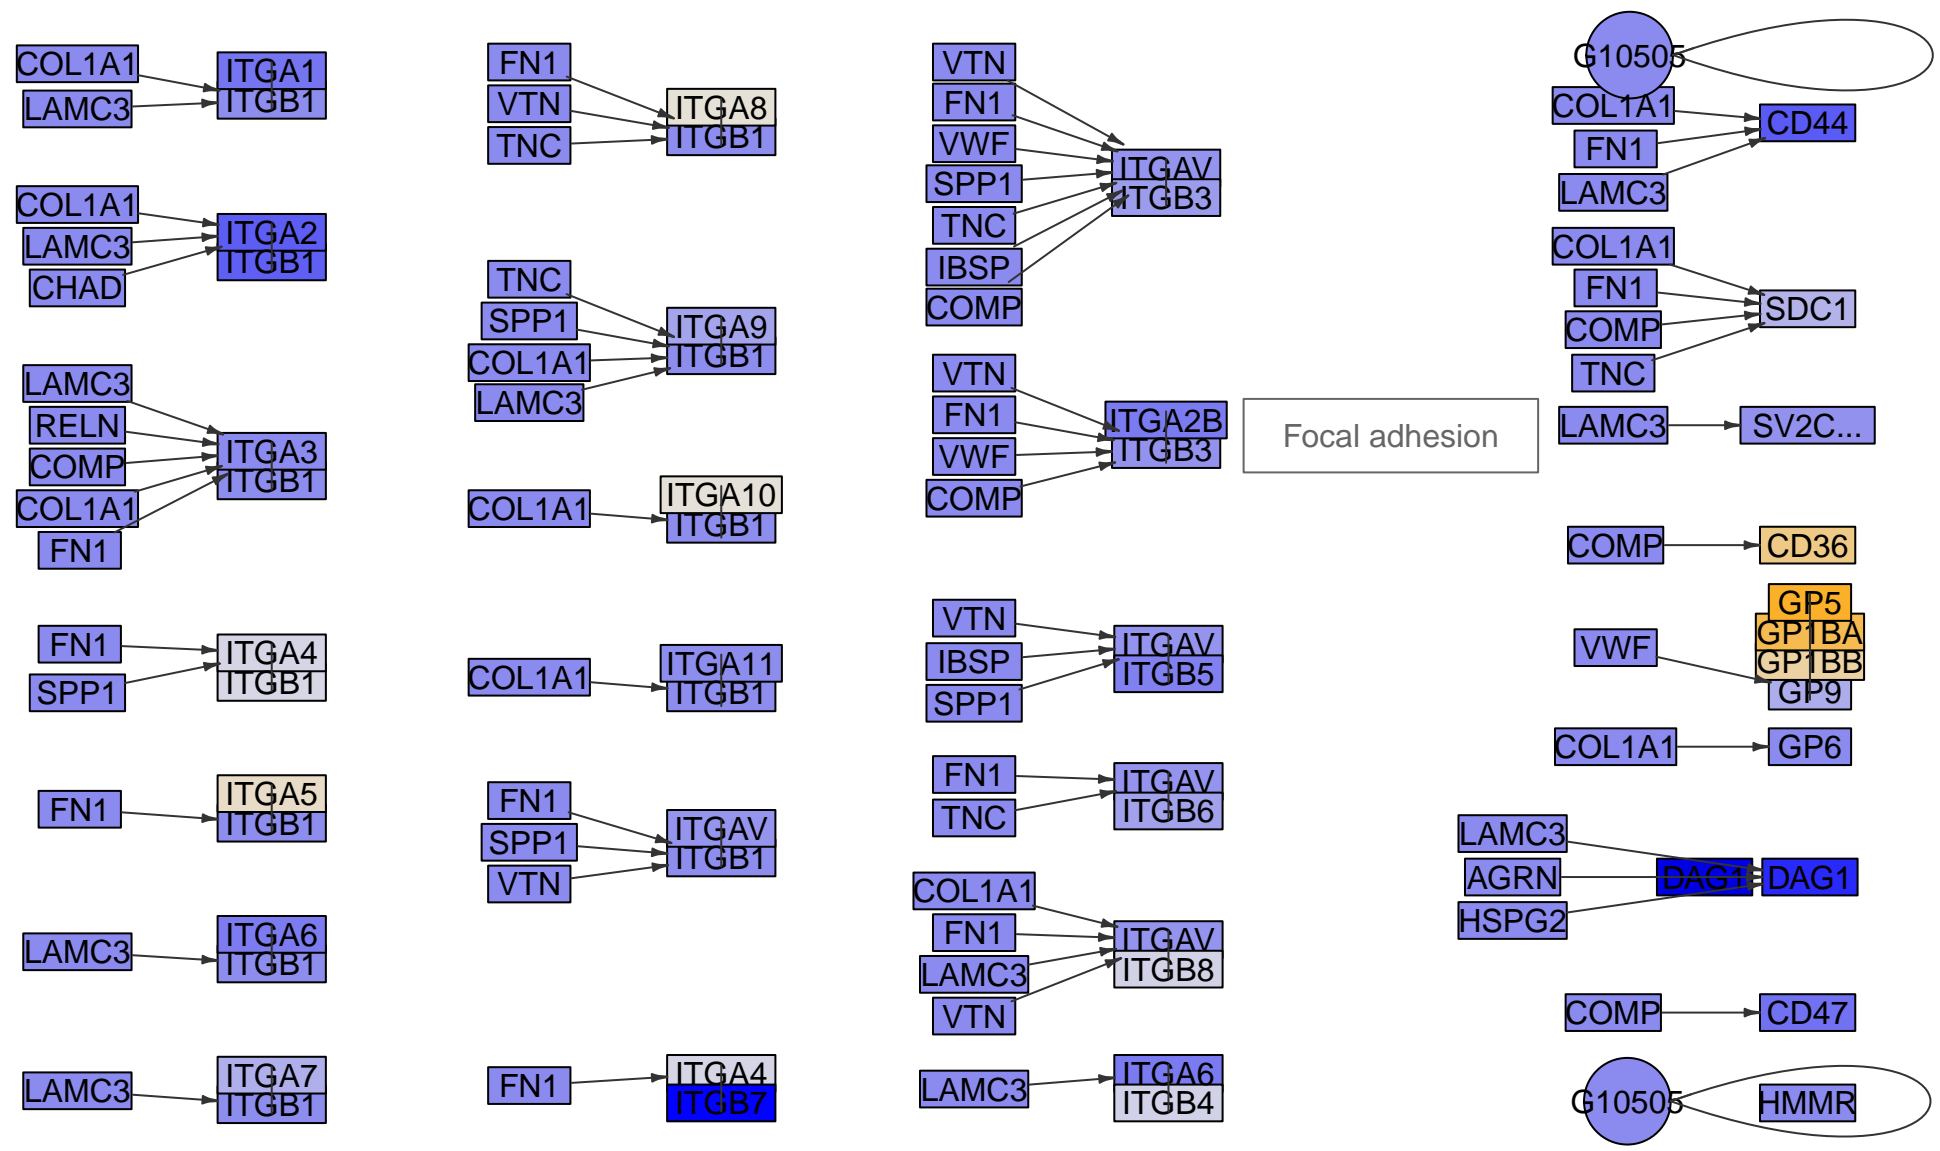 COL1A1
LAMC3
ITGA1
ITGB1
COL1A1
LAMC3
CHAD
ITGA2
ITGB1
LAMC3
RELN
COMP
COL1A1
FN1
ITGA3
ITGB1
FN1
SPP1
ITGA4
ITGB1
FN1
ITGA5
ITGB1
LAMC3
ITGA6
ITGB1
LAMC3
ITGA7
ITGB1
FN1
VTN
TNC
ITGA8
ITGB1
TNC
SPP1
COL1A1
LAMC3
ITGA9
ITGB1
COL1A1
ITGA10
ITGB1
COL1A1
ITGA11
ITGB1
FN1
SPP1
VTN
ITGAV
ITGB1
FN1
ITGA4
ITGB7
VTN
FN1
VWF
SPP1
TNC
IBSP
COMP
ITGAV
ITGB3
VTN
FN1
VWF
COMP
ITGA2B
ITGB3
Focal adhesion
VTN
IBSP
SPP1
ITGAV
ITGB5
FN1
TNC
ITGAV
ITGB6
COL1A1
FN1
LAMC3
VTN
ITGAV
ITGB8
LAMC3
ITGA6
ITGB4
G10505
COL1A1
FN1
LAMC3
CD44
COL1A1
FN1
COMP
TNC
SDC1
LAMC3
SV2C...
COMP
CD36
VWF
GP5
GP1BA
GP1BB
GP9
COL1A1
GP6
LAMC3
AGRN
HSPG2
DAG1
DAG1
COMP
CD47
G10505
HMMR